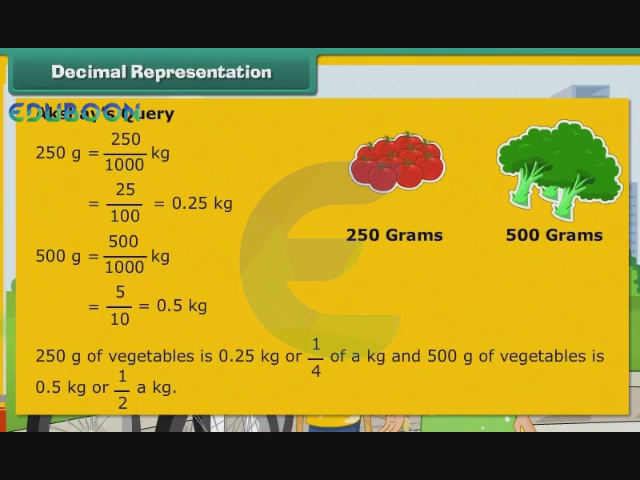 Decimal Representation
EDUBOON
Akshay's Query
250 g = 250/1000 kg
= 25/100 = 0.25 kg
500 g = 500/1000 kg
= 5/10 = 0.5 kg
250 Grams
500 Grams
250 g of vegetables is 0.25 kg or 1/4 of a kg and 500 g of vegetables is
0.5 kg or 1/2 a kg.